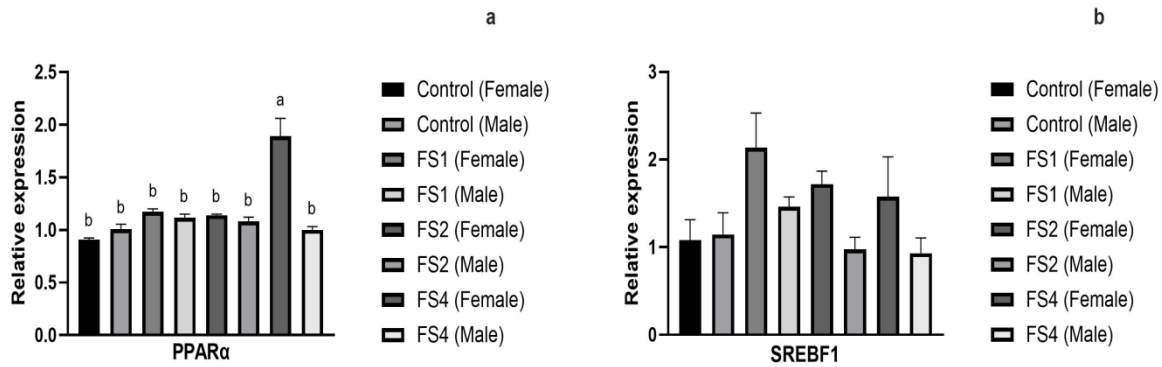 a
b
Relative expression
2.5
2.0
1.5
1.0
0.5
0.0
b
b
b
b
b
b
a
b
PPARα
Control (Female)
Control (Male)
FS1 (Female)
FS1 (Male)
FS2 (Female)
FS2 (Male)
FS4 (Female)
FS4 (Male)
Relative expression
3
2
1
0
SREBF1
Control (Female)
Control (Male)
FS1 (Female)
FS1 (Male)
FS2 (Female)
FS2 (Male)
FS4 (Female)
FS4 (Male)